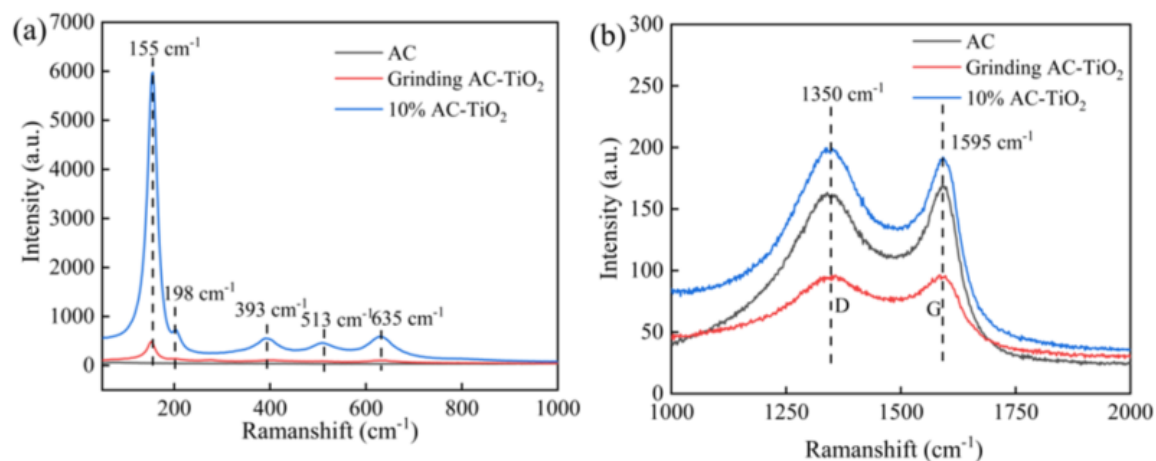 (a)
7000
6000
5000
4000
3000
2000
1000
0
Intensity (a.u.)
155 cm⁻¹
AC
Grinding AC-TiO₂
10% AC-TiO₂
198 cm⁻¹
393 cm⁻¹
513 cm⁻¹
635 cm⁻¹
200 400 600 800 1000
Ramanshift (cm⁻¹)
(b)
300
250
200
150
100
50
0
Intensity (a.u.)
AC
Grinding AC-TiO₂
10% AC-TiO₂
1350 cm⁻¹
1595 cm⁻¹
D
G
1000 1250 1500 1750 2000
Ramanshift (cm⁻¹)